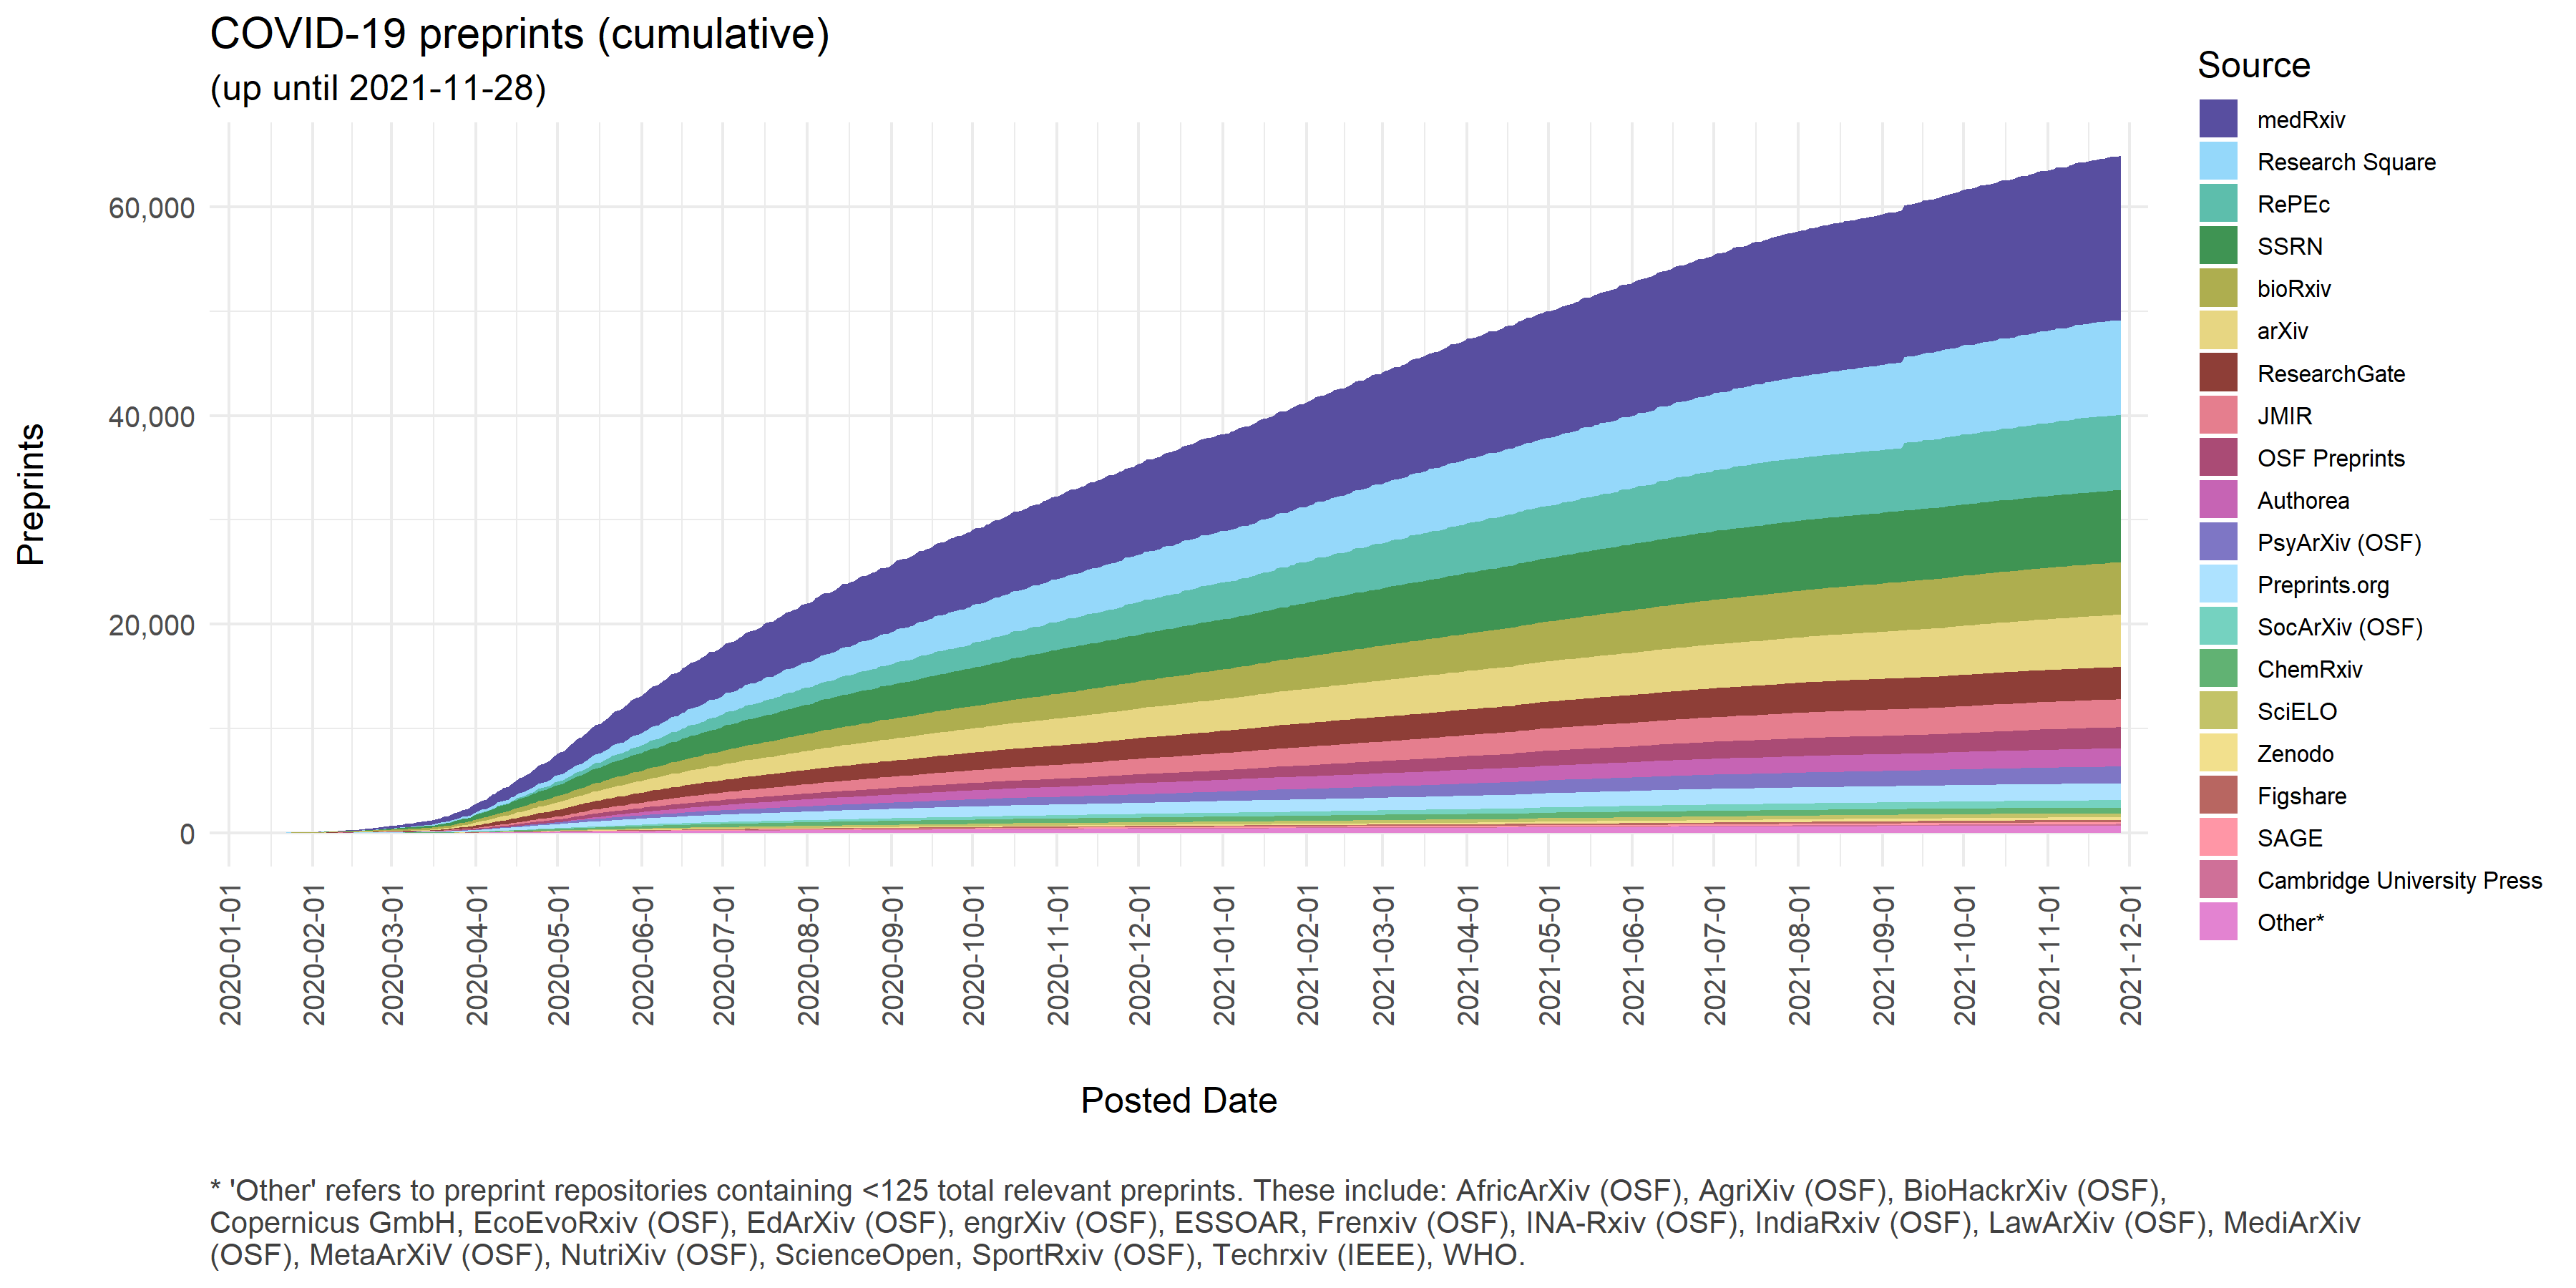 COVID-19 preprints (cumulative)
(up until 2021-11-28)
Preprints
60,000
40,000
20,000
0
2020-01-01
2020-02-01
2020-03-01
2020-04-01
2020-05-01
2020-06-01
2020-07-01
2020-08-01
2020-09-01
2020-10-01
2020-11-01
2020-12-01
2021-01-01
2021-02-01
2021-03-01
2021-04-01
2021-05-01
2021-06-01
2021-07-01
2021-08-01
2021-09-01
2021-10-01
2021-11-01
2021-12-01
Posted Date
Source
medRxiv
Research Square
RePEc
SSRN
bioRxiv
arXiv
ResearchGate
JMIR
OSF Preprints
Authorea
PsyArXiv (OSF)
Preprints.org
SocArXiv (OSF)
ChemRxiv
SciELO
Zenodo
Figshare
SAGE
Cambridge University Press
Other*
* 'Other' refers to preprint repositories containing <125 total relevant preprints. These include: AfricArXiv (OSF), AgriXiv (OSF), BioHackrXiv (OSF),
Copernicus GmbH, EcoEvoRxiv (OSF), EdArXiv (OSF), engrXiv (OSF), ESSOAR, Frenxiv (OSF), INA-Rxiv (OSF), IndiaRxiv (OSF), LawArXiv (OSF), MediArXiv
(OSF), MetaArXiV (OSF), NutriXiv (OSF), ScienceOpen, SportRxiv (OSF), Techrxiv (IEEE), WHO.